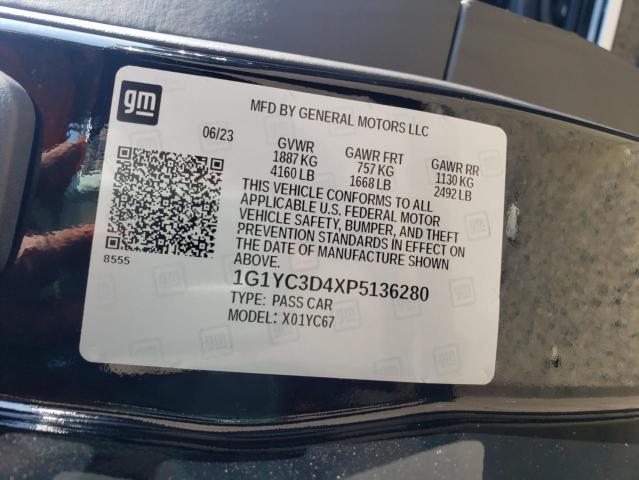 gm
MFD BY GENERAL MOTORS LLC
06/23
GVWR GAWR FRT GAWR RR
1887 KG 757 KG 1130 KG
4160 LB 1668 LB 2492 LB
THIS VEHICLE CONFORMS TO ALL
APPLICABLE U.S. FEDERAL MOTOR
VEHICLE SAFETY, BUMPER, AND THEFT
PREVENTION STANDARDS IN EFFECT ON
THE DATE OF MANUFACTURE SHOWN
ABOVE.
8555
1G1YC3D4XP5136280
TYPE: PASS CAR
MODEL: X01YC67